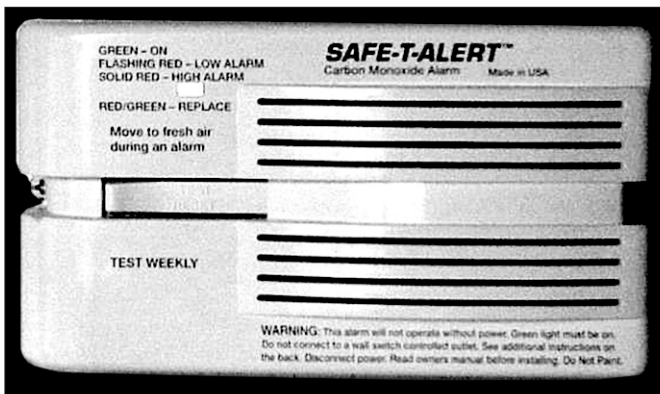 GREEN – ON
FLASHING RED – LOW ALARM
SOLID RED – HIGH ALARM
RED/GREEN – REPLACE
Move to fresh air
during an alarm
SAFE-T-ALERT™
Carbon Monoxide Alarm Made in USA
TEST WEEKLY
WARNING: This alarm will not operate without power. Green light must be on.
Do not connect to a wall switch controlled outlet. See additional instructions on
the back. Disconnect power. Read owners manual before installing. Do Not Paint.